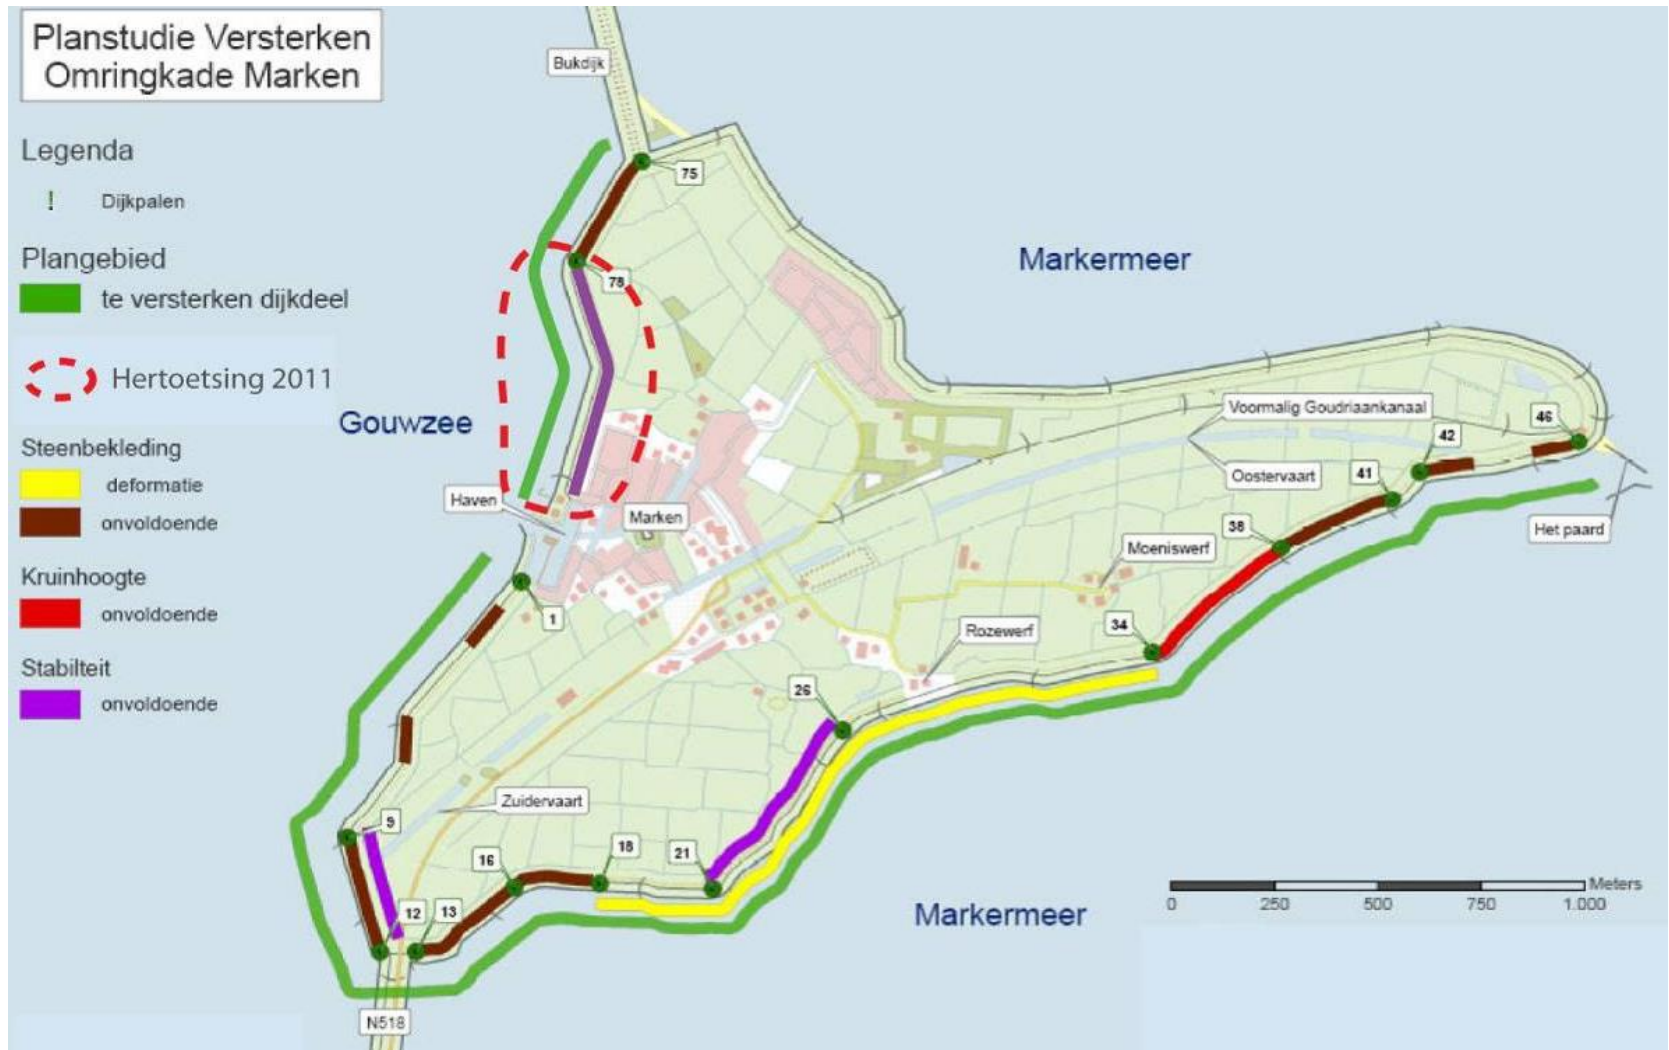 Planstudie Versterken
Omringkade Marken
Legenda
! Dijkpalen
Plangebied
te versterken dijkdeel
Hertoetsing 2011
Steenbekleding
deformatie
onvoldoende
Kruinhoogte
onvoldoende
Stabilteit
onvoldoende
Bukdijk
75
78
Markermeer
Gouwzee
Voormalig Goudriaankanaal
46
42
Oostervaart
41
Haven
Marken
38
Het paard
Moeniswerf
1
34
Rozewerf
26
Zuidervaart
9
16
18
21
12
13
Markermeer
Meters
0 250 500 750 1.000
N518